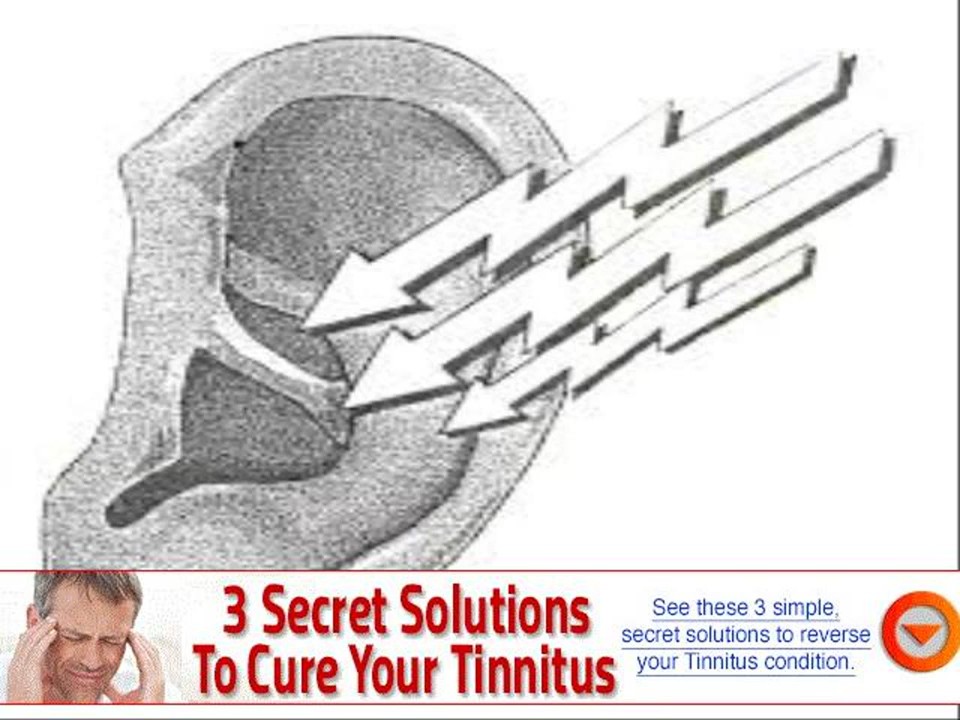 3 Secret Solutions
To Cure Your Tinnitus
See these 3 simple,
secret solutions to reverse
your Tinnitus condition.